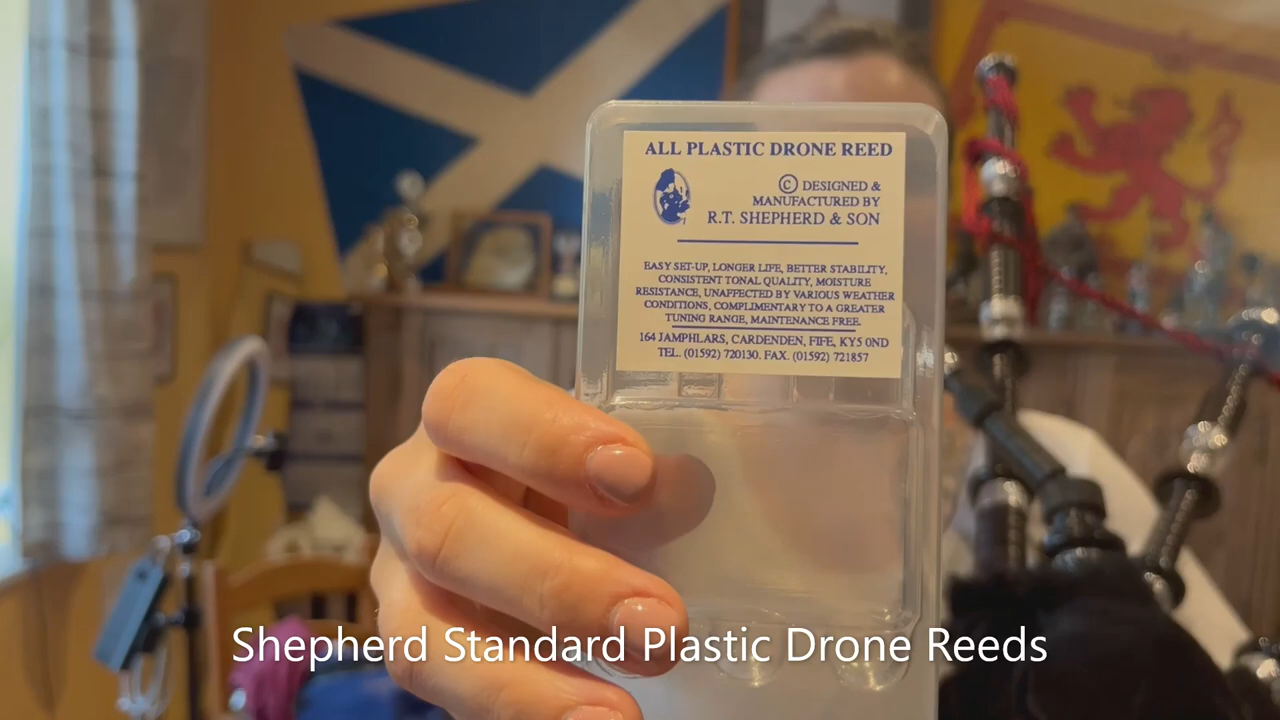 ALL PLASTIC DRONE REED
© DESIGNED &
MANUFACTURED BY
R.T. SHEPHERD & SON
EASY SET-UP, LONGER LIFE, BETTER STABILITY,
CONSISTENT TONAL QUALITY, MOISTURE
RESISTANCE, UNAFFECTED BY VARIOUS WEATHER
CONDITIONS, COMPLIMENTARY TO A GREATER
TUNING RANGE, MAINTENANCE FREE.
164 JAMPHLARS, CARDENDEN, FIFE, KY5 0ND
TEL. (01592) 720130. FAX. (01592) 721857
Shepherd Standard Plastic Drone Reeds